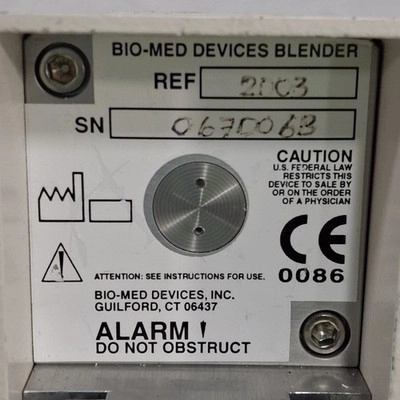 BIO-MED DEVICES BLENDER
REF 2003
SN 067D063
CAUTION
U.S. FEDERAL LAW
RESTRICTS THIS
DEVICE TO SALE BY
OR ON THE ORDER
OF A PHYSICIAN
CE
0086
ATTENTION: SEE INSTRUCTIONS FOR USE.
BIO-MED DEVICES, INC.
GUILFORD, CT 06437
ALARM !
DO NOT OBSTRUCT